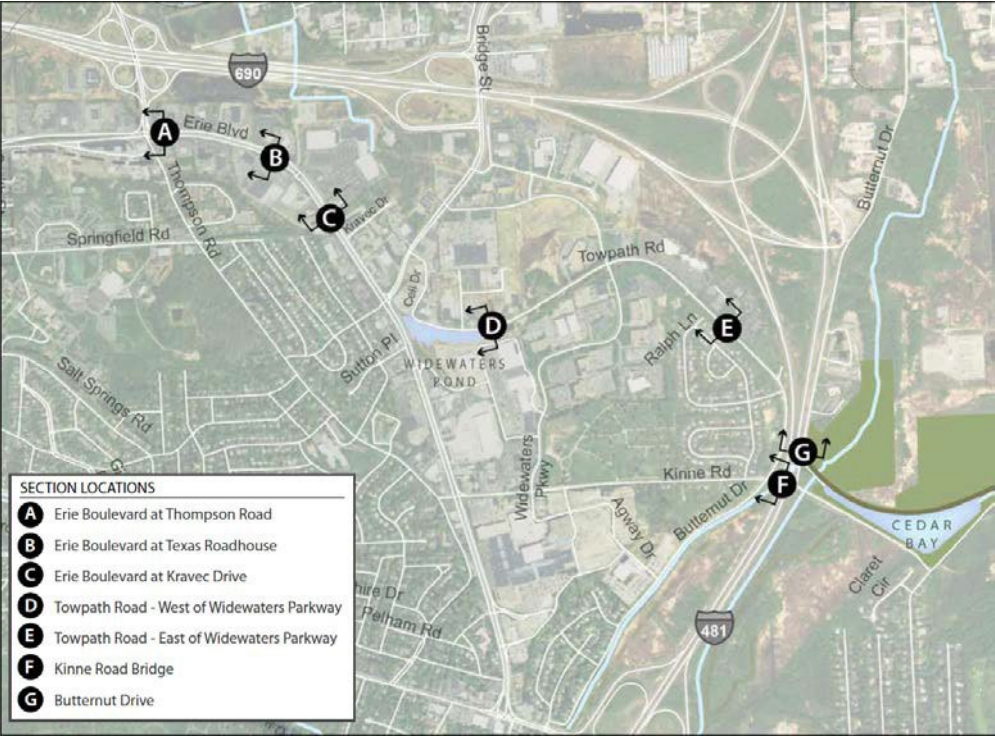 690
Bridge St
A
Erie Blvd
B
Butternut Dr
Thompson Rd
C
Kravec Dr
Springfield Rd
Towpath Rd
Celi Dr
D
E
Ralph Ln
Sutton Pl
WIDEWATERS
POND
Salt Springs Rd
G
Kinne Rd
F
Widewaters
Pkwy
Butternut Dr
Agway Dr
CEDAR
BAY
Claret
Cir
hire Dr
Pelham Rd
481
SECTION LOCATIONS
A Erie Boulevard at Thompson Road
B Erie Boulevard at Texas Roadhouse
C Erie Boulevard at Kravec Drive
D Towpath Road - West of Widewaters Parkway
E Towpath Road - East of Widewaters Parkway
F Kinne Road Bridge
G Butternut Drive